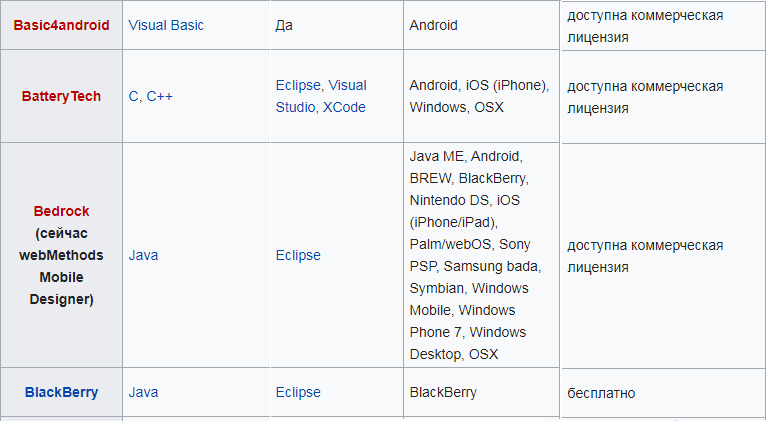 Basic4android
Visual Basic
Да
Android
доступна коммерческая
лицензия
BatteryTech
C, C++
Eclipse, Visual
Studio, XCode
Android, iOS (iPhone),
Windows, OSX
доступна коммерческая
лицензия
Bedrock
(сейчас
webMethods
Mobile
Designer)
Java
Eclipse
Java ME, Android,
BREW, BlackBerry,
Nintendo DS, iOS
(iPhone/iPad),
Palm/webOS, Sony
PSP, Samsung bada,
Symbian, Windows
Mobile, Windows
Phone 7, Windows
Desktop, OSX
доступна коммерческая
лицензия
BlackBerry
Java
Eclipse
BlackBerry
бесплатно